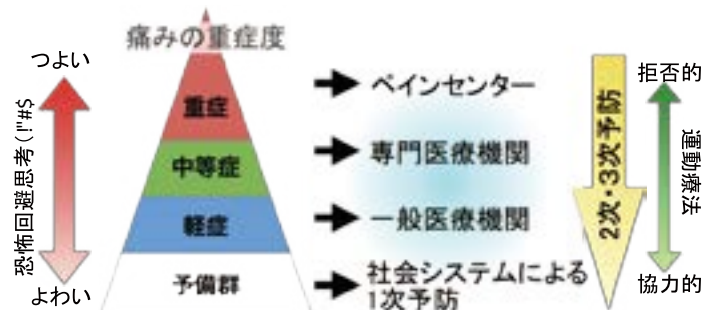 痛みの重症度
つよい
恐怖回避思考(!"#$
よわい
重症
中等症
軽症
予備群
ペインセンター
専門医療機関
一般医療機関
社会システムによる
1次予防
2次・3次予防
拒否的
運動療法
協力的